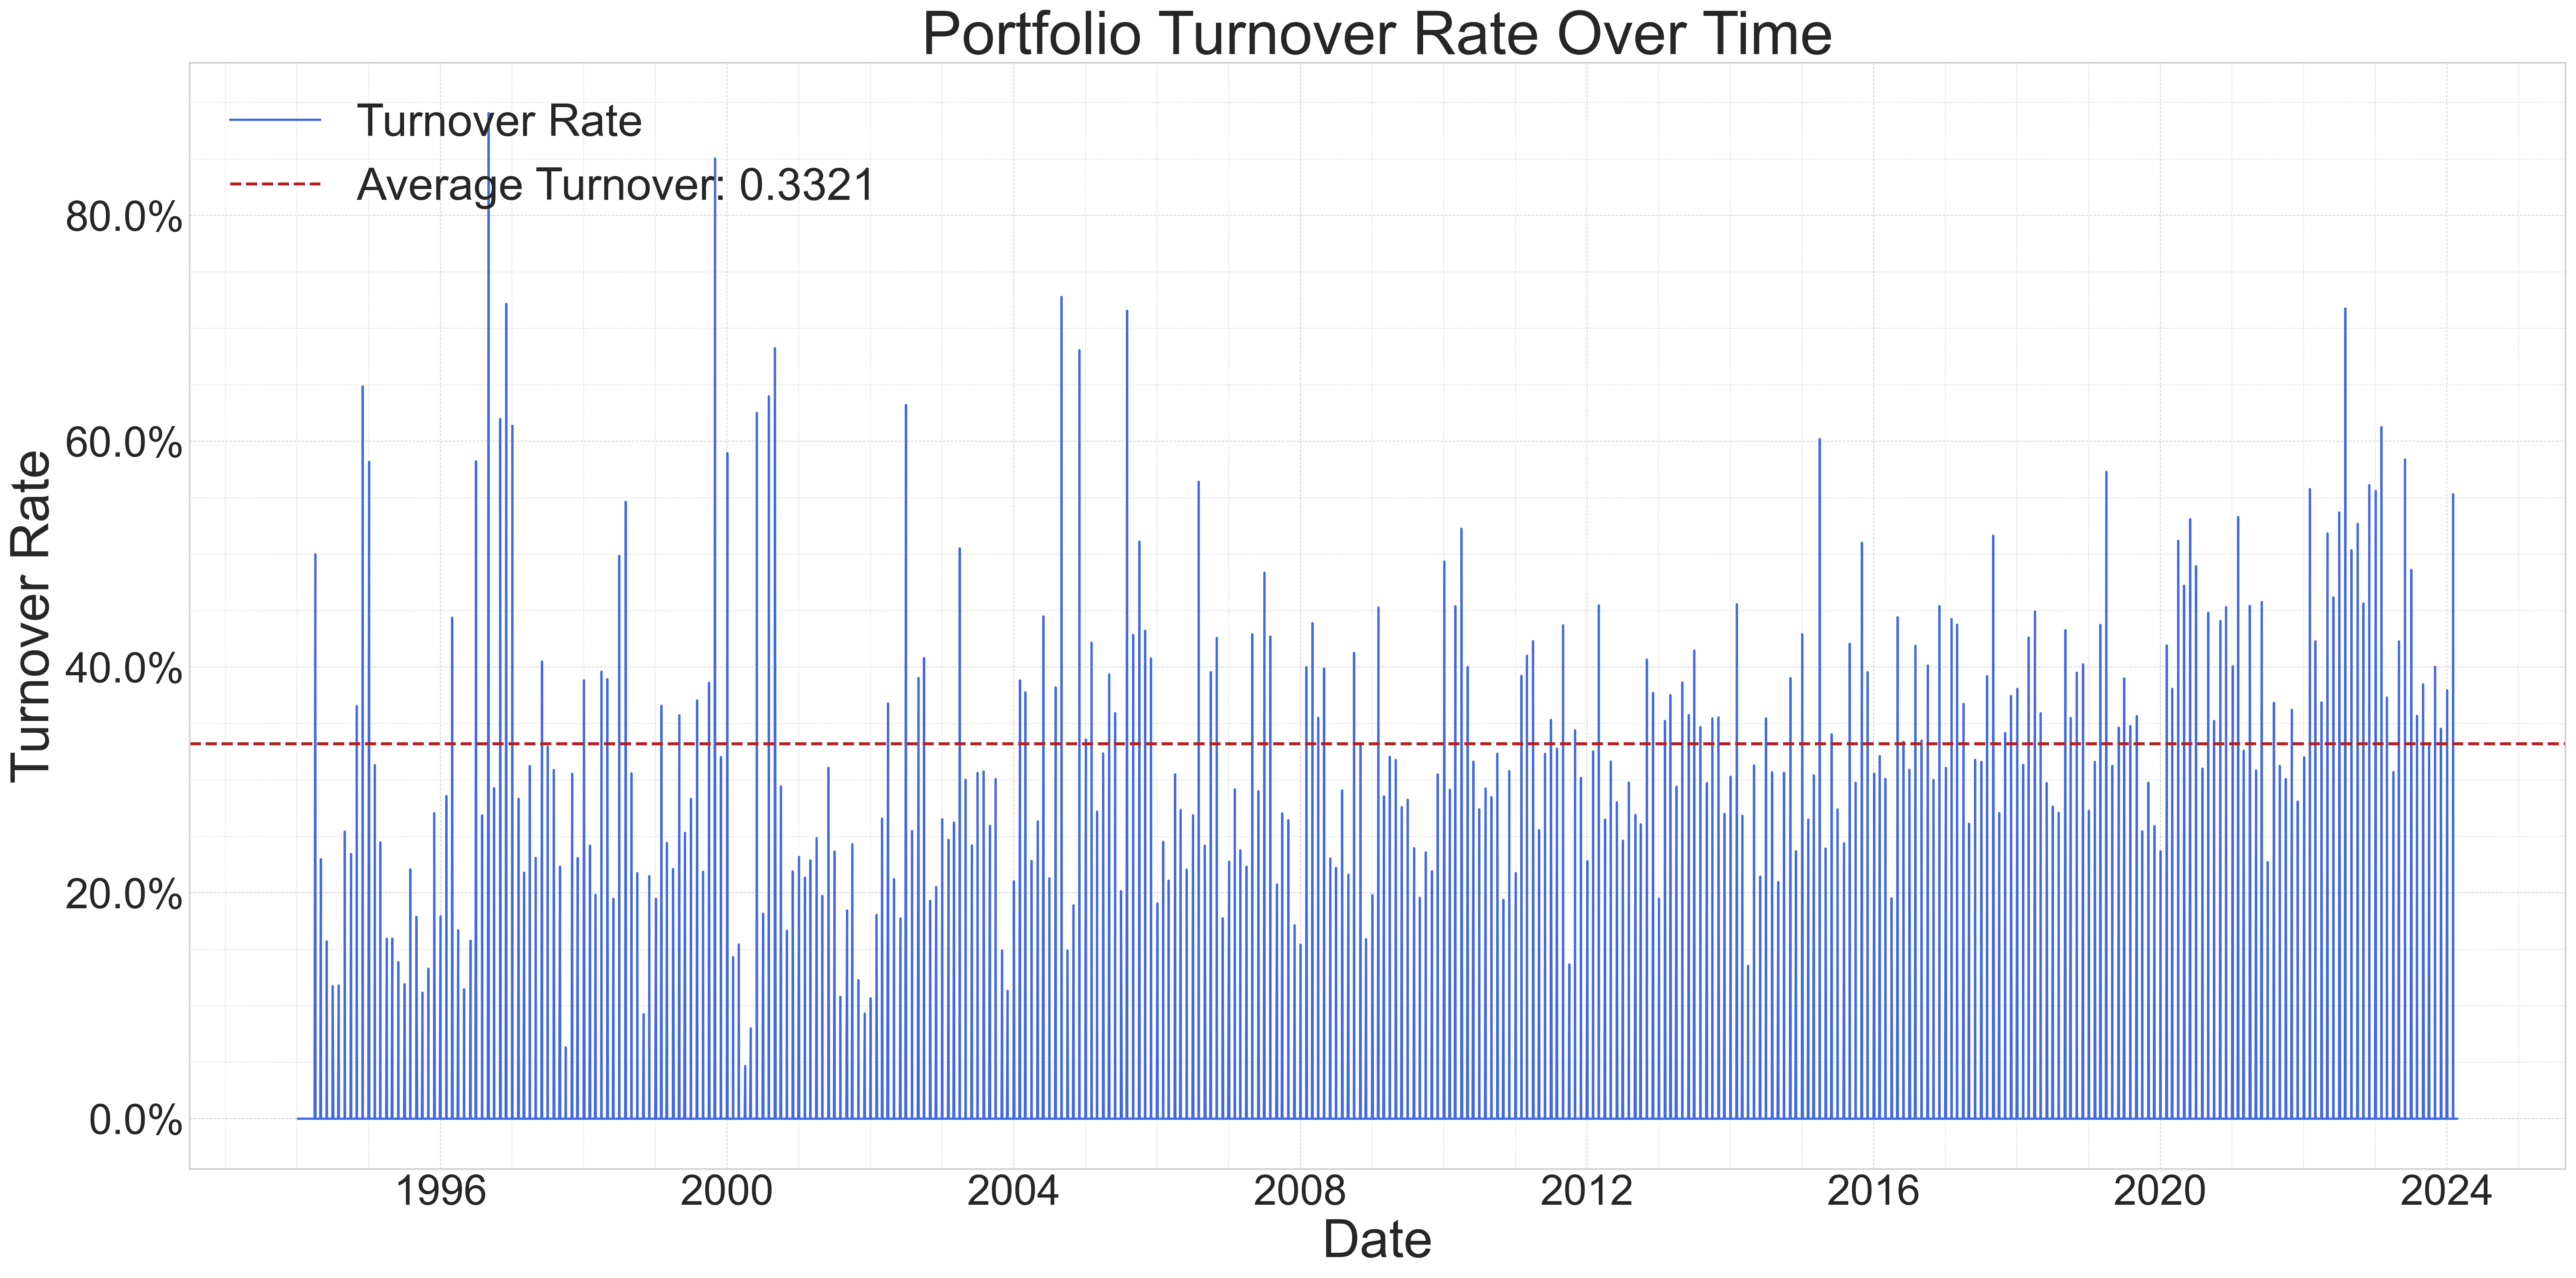 Portfolio Turnover Rate Over Time
Turnover Rate
Average Turnover: 0.3321
Turnover Rate
80.0%
60.0%
40.0%
20.0%
0.0%
1996 2000 2004 2008 2012 2016 2020 2024
Date